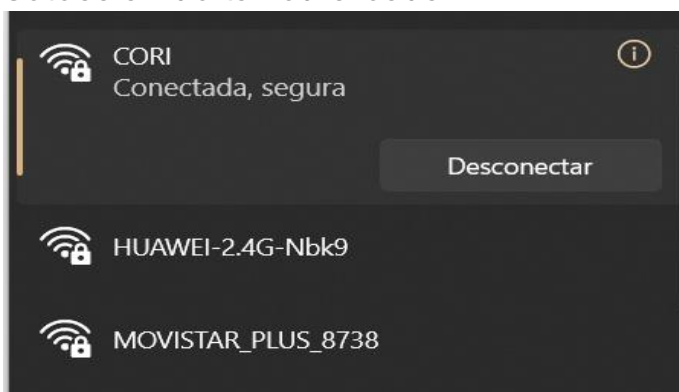 CORI
Conectada, segura
Desconectar
HUAWEI-2.4G-Nbk9
MOVISTAR_PLUS_8738